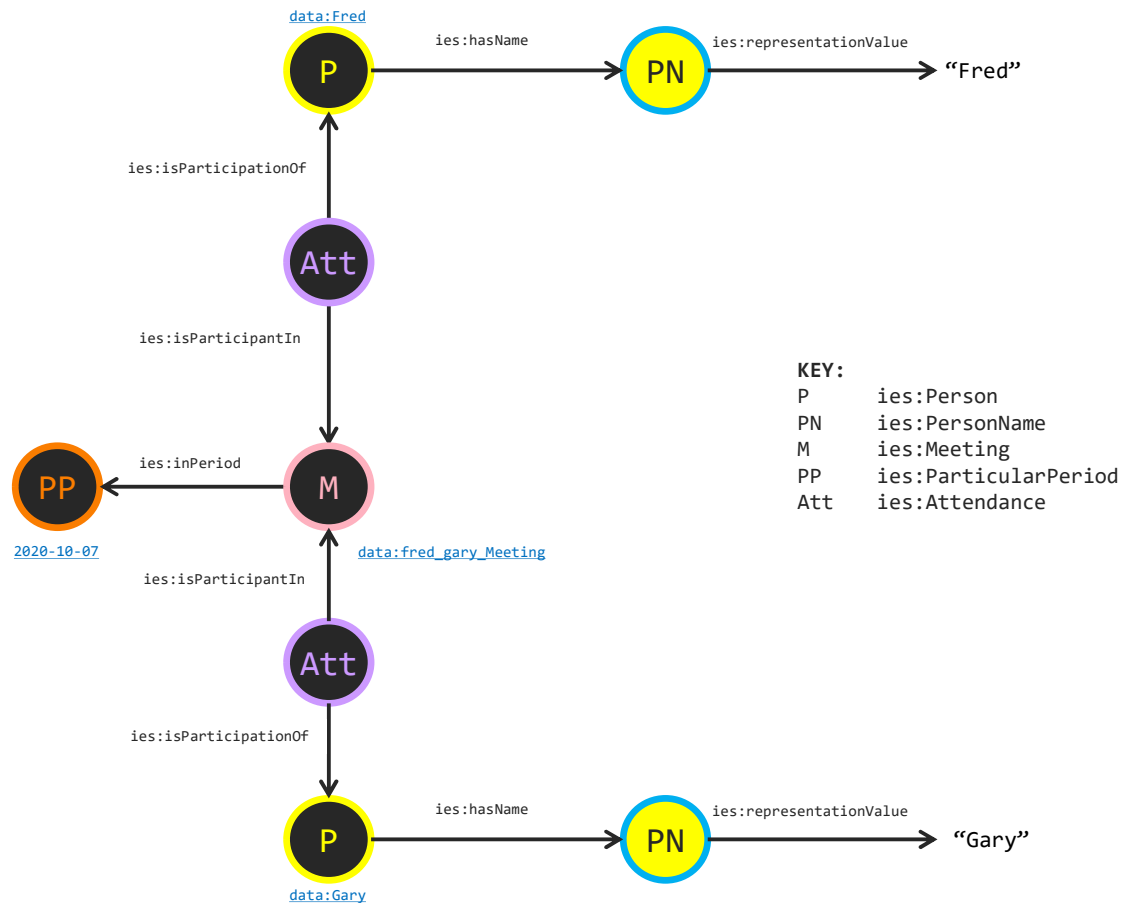 data:Fred
P
ies:hasName
PN
ies:representationValue
“Fred”
ies:isParticipationOf
Att
ies:isParticipantIn
KEY:
P ies:Person
PN ies:PersonName
M ies:Meeting
PP ies:ParticularPeriod
Att ies:Attendance
PP
ies:inPeriod
M
2020-10-07
data:fred_gary_Meeting
ies:isParticipantIn
Att
ies:isParticipationOf
P
ies:hasName
PN
ies:representationValue
“Gary”
data:Gary